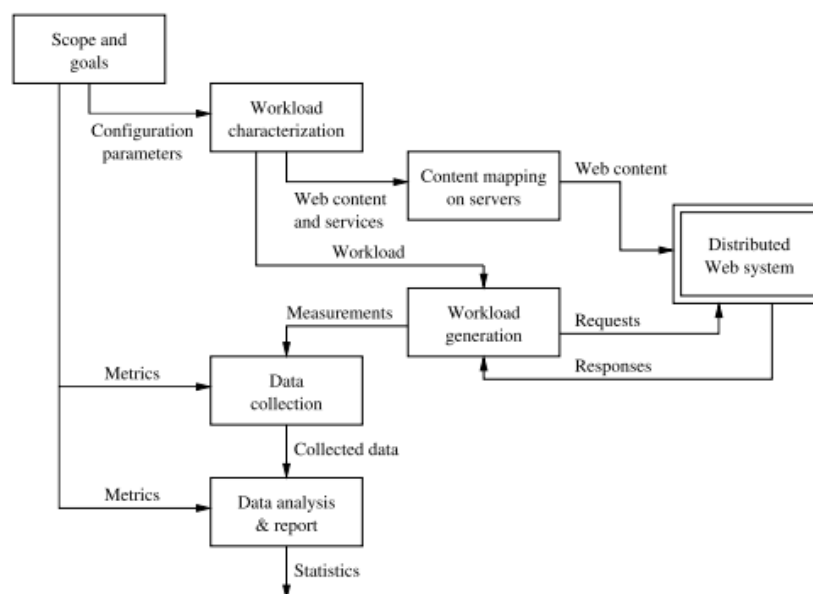 Scope and
goals
Configuration
parameters
Workload
characterization
Web content
and services
Content mapping
on servers
Web content
Distributed
Web system
Workload
Workload
generation
Measurements
Requests
Responses
Metrics
Data
collection
Collected data
Metrics
Data analysis
& report
Statistics